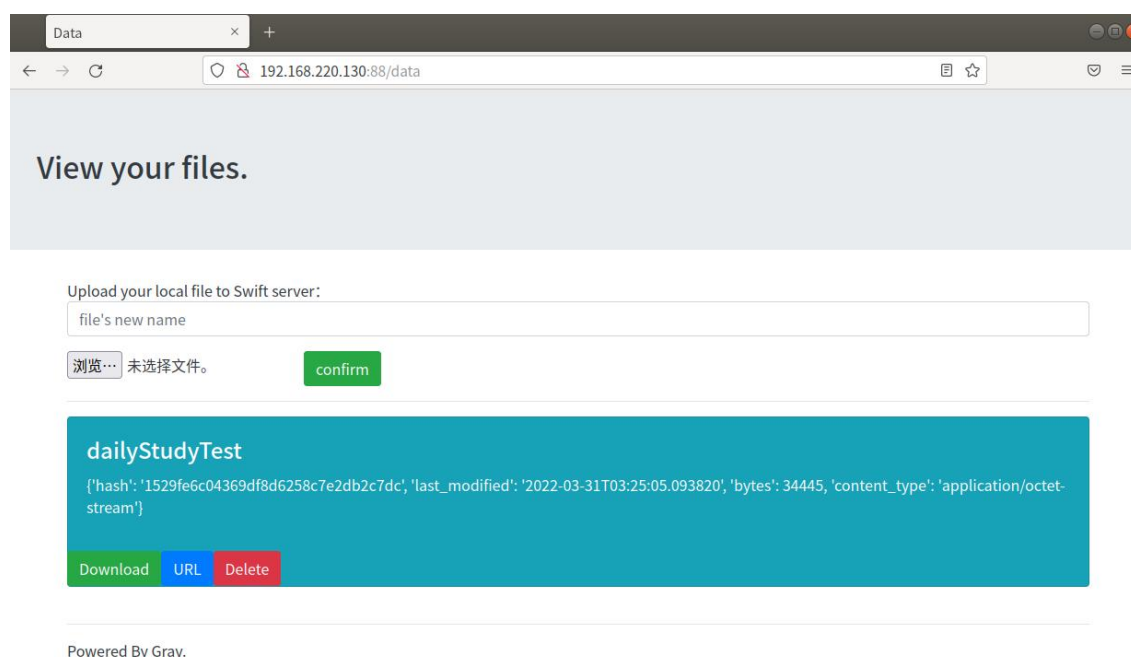 Data
192.168.220.130:88/data
View your files.
Upload your local file to Swift server：
file's new name
浏览… 未选择文件。 confirm
dailyStudyTest
{'hash': '1529fe6c04369df8d6258c7e2db2c7dc', 'last_modified': '2022-03-31T03:25:05.093820', 'bytes': 34445, 'content_type': 'application/octet-
stream'}
Download URL Delete
Powered By Gray.